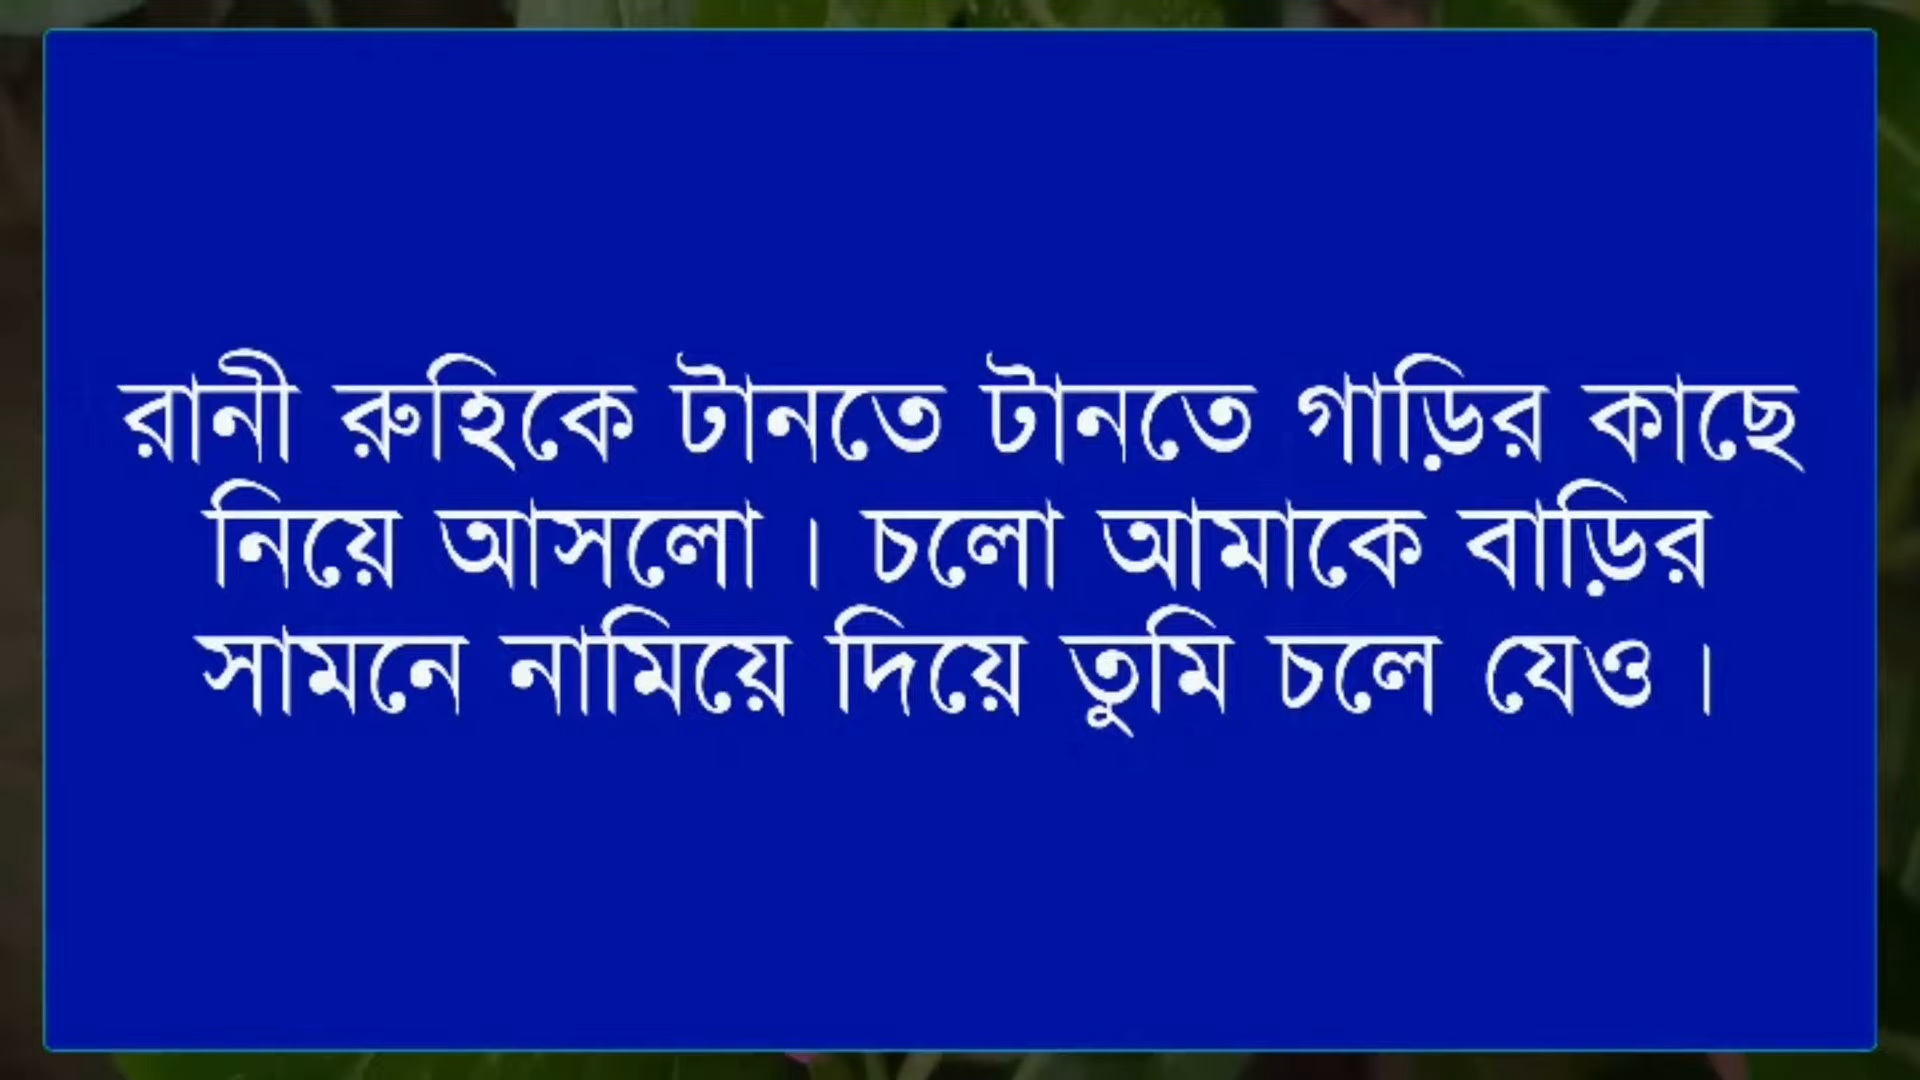 রানী রুহিকে টানতে টানতে গাড়ির কাছে
নিয়ে আসলো । চলো আমাকে বাড়ির
সামনে নামিয়ে দিয়ে তুমি চলে যেও ।